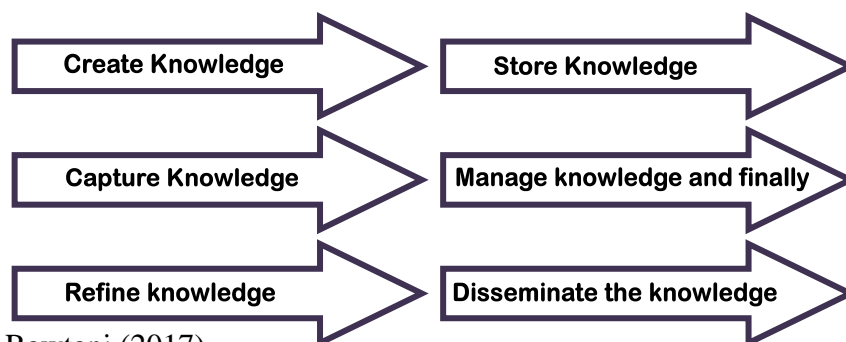 Create Knowledge
Capture Knowledge
Refine knowledge
Store Knowledge
Manage knowledge and finally
Disseminate the knowledge
(2017)